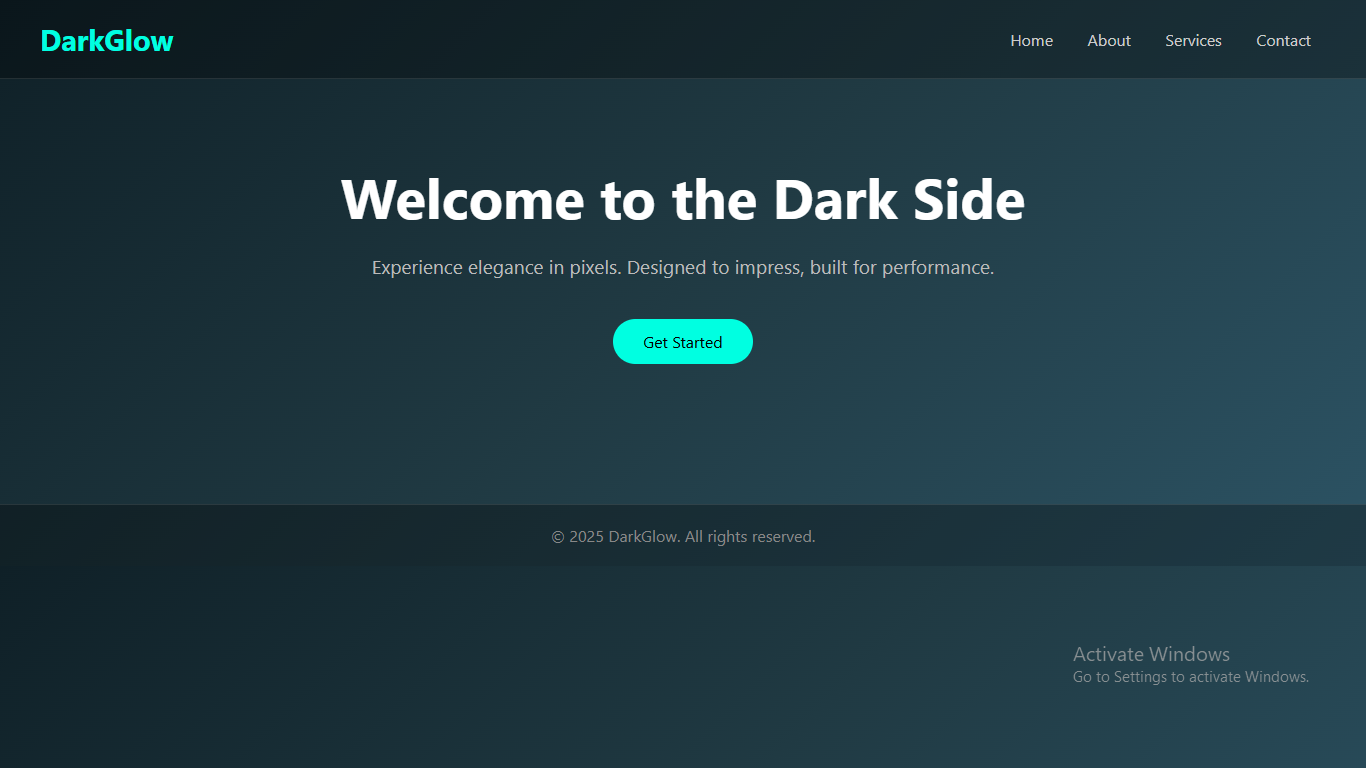 DarkGlow
Home About Services Contact
Welcome to the Dark Side
Experience elegance in pixels. Designed to impress, built for performance.
Get Started
© 2025 DarkGlow. All rights reserved.
Activate Windows
Go to Settings to activate Windows.